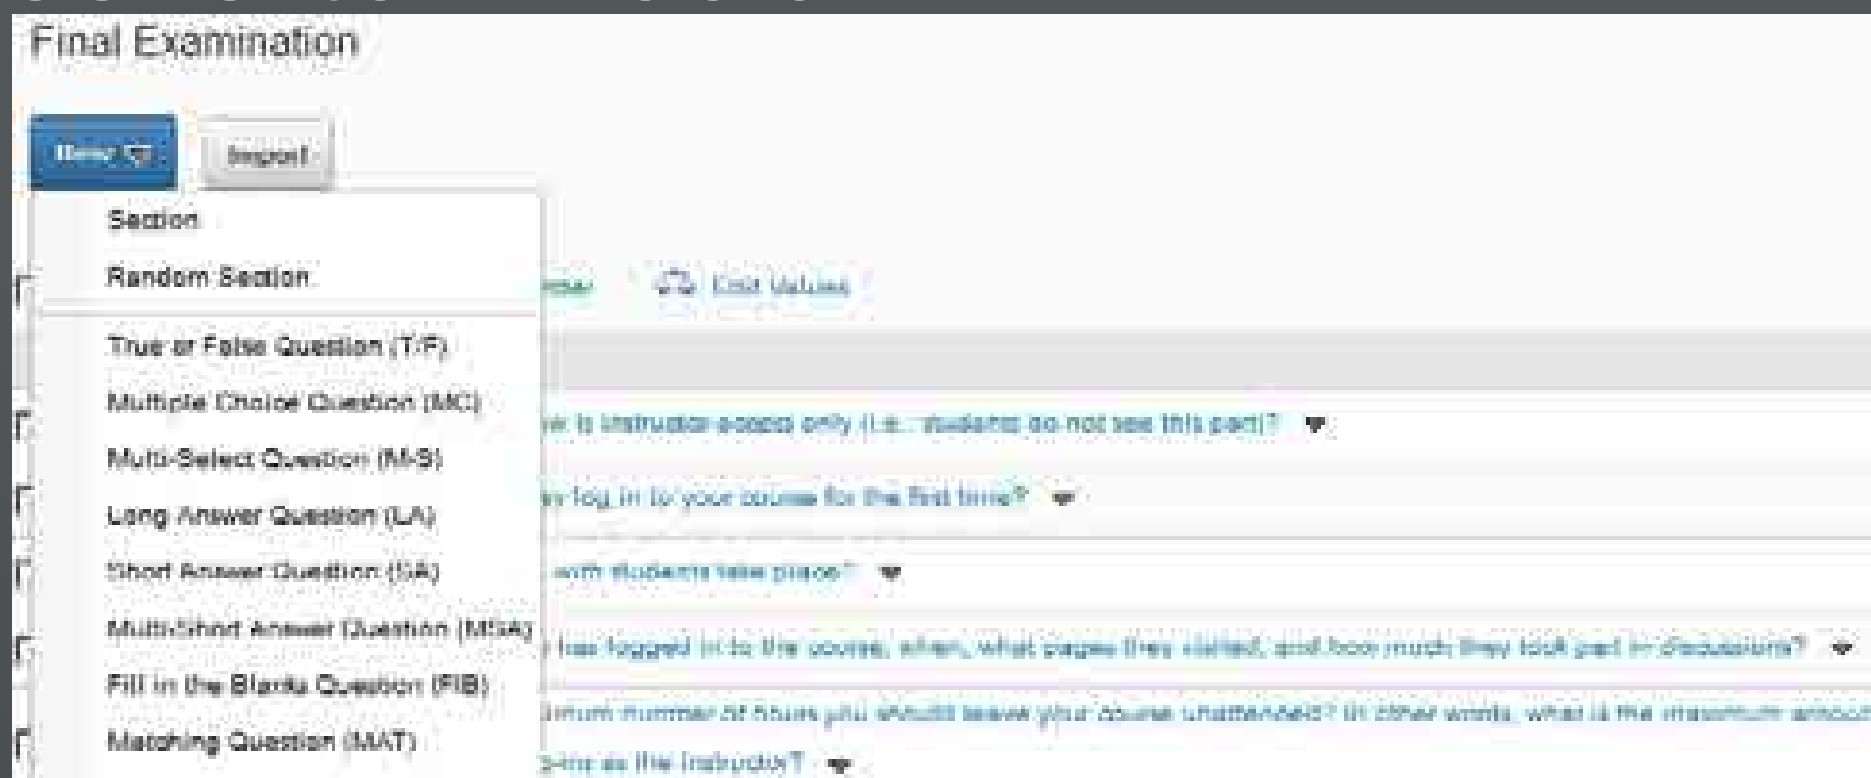 Final Examination
New Import
Section
Random Section
Edit Values
True or False Question (T/F)
Multiple Choice Question (MC)
w is instructor access only (i.e., students do not see this part)?
Multi-Select Question (M-S)
log in to your course for the first time?
Long Answer Question (LA)
Short Answer Question (SA)
with students take place?
Multi-Short Answer Question (MSA)
has logged in to the course, when, what pages they visited, and how much they took part in discussions?
Fill in the Blanks Question (FIB)
imum number of hours you should leave your course unattended? In other words, what is the maximum amount
Matching Question (MAT)
as the instructor?